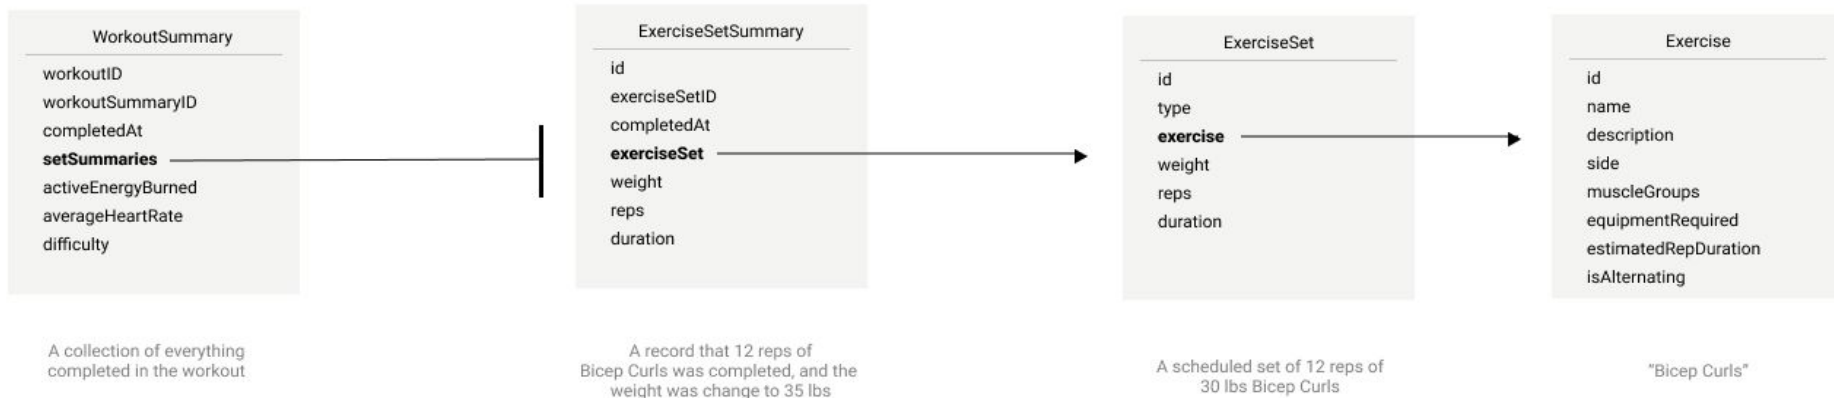 WorkoutSummary
workoutID
workoutSummaryID
completedAt
setSummaries
activeEnergyBurned
averageHeartRate
difficulty
A collection of everything
completed in the workout
ExerciseSetSummary
id
exerciseSetID
completedAt
exerciseSet
weight
reps
duration
A record that 12 reps of
Bicep Curls was completed, and the
weight was change to 35 lbs
ExerciseSet
id
type
exercise
weight
reps
duration
A scheduled set of 12 reps of
30 lbs Bicep Curls
Exercise
id
name
description
side
muscleGroups
equipmentRequired
estimatedRepDuration
isAlternating
"Bicep Curls"